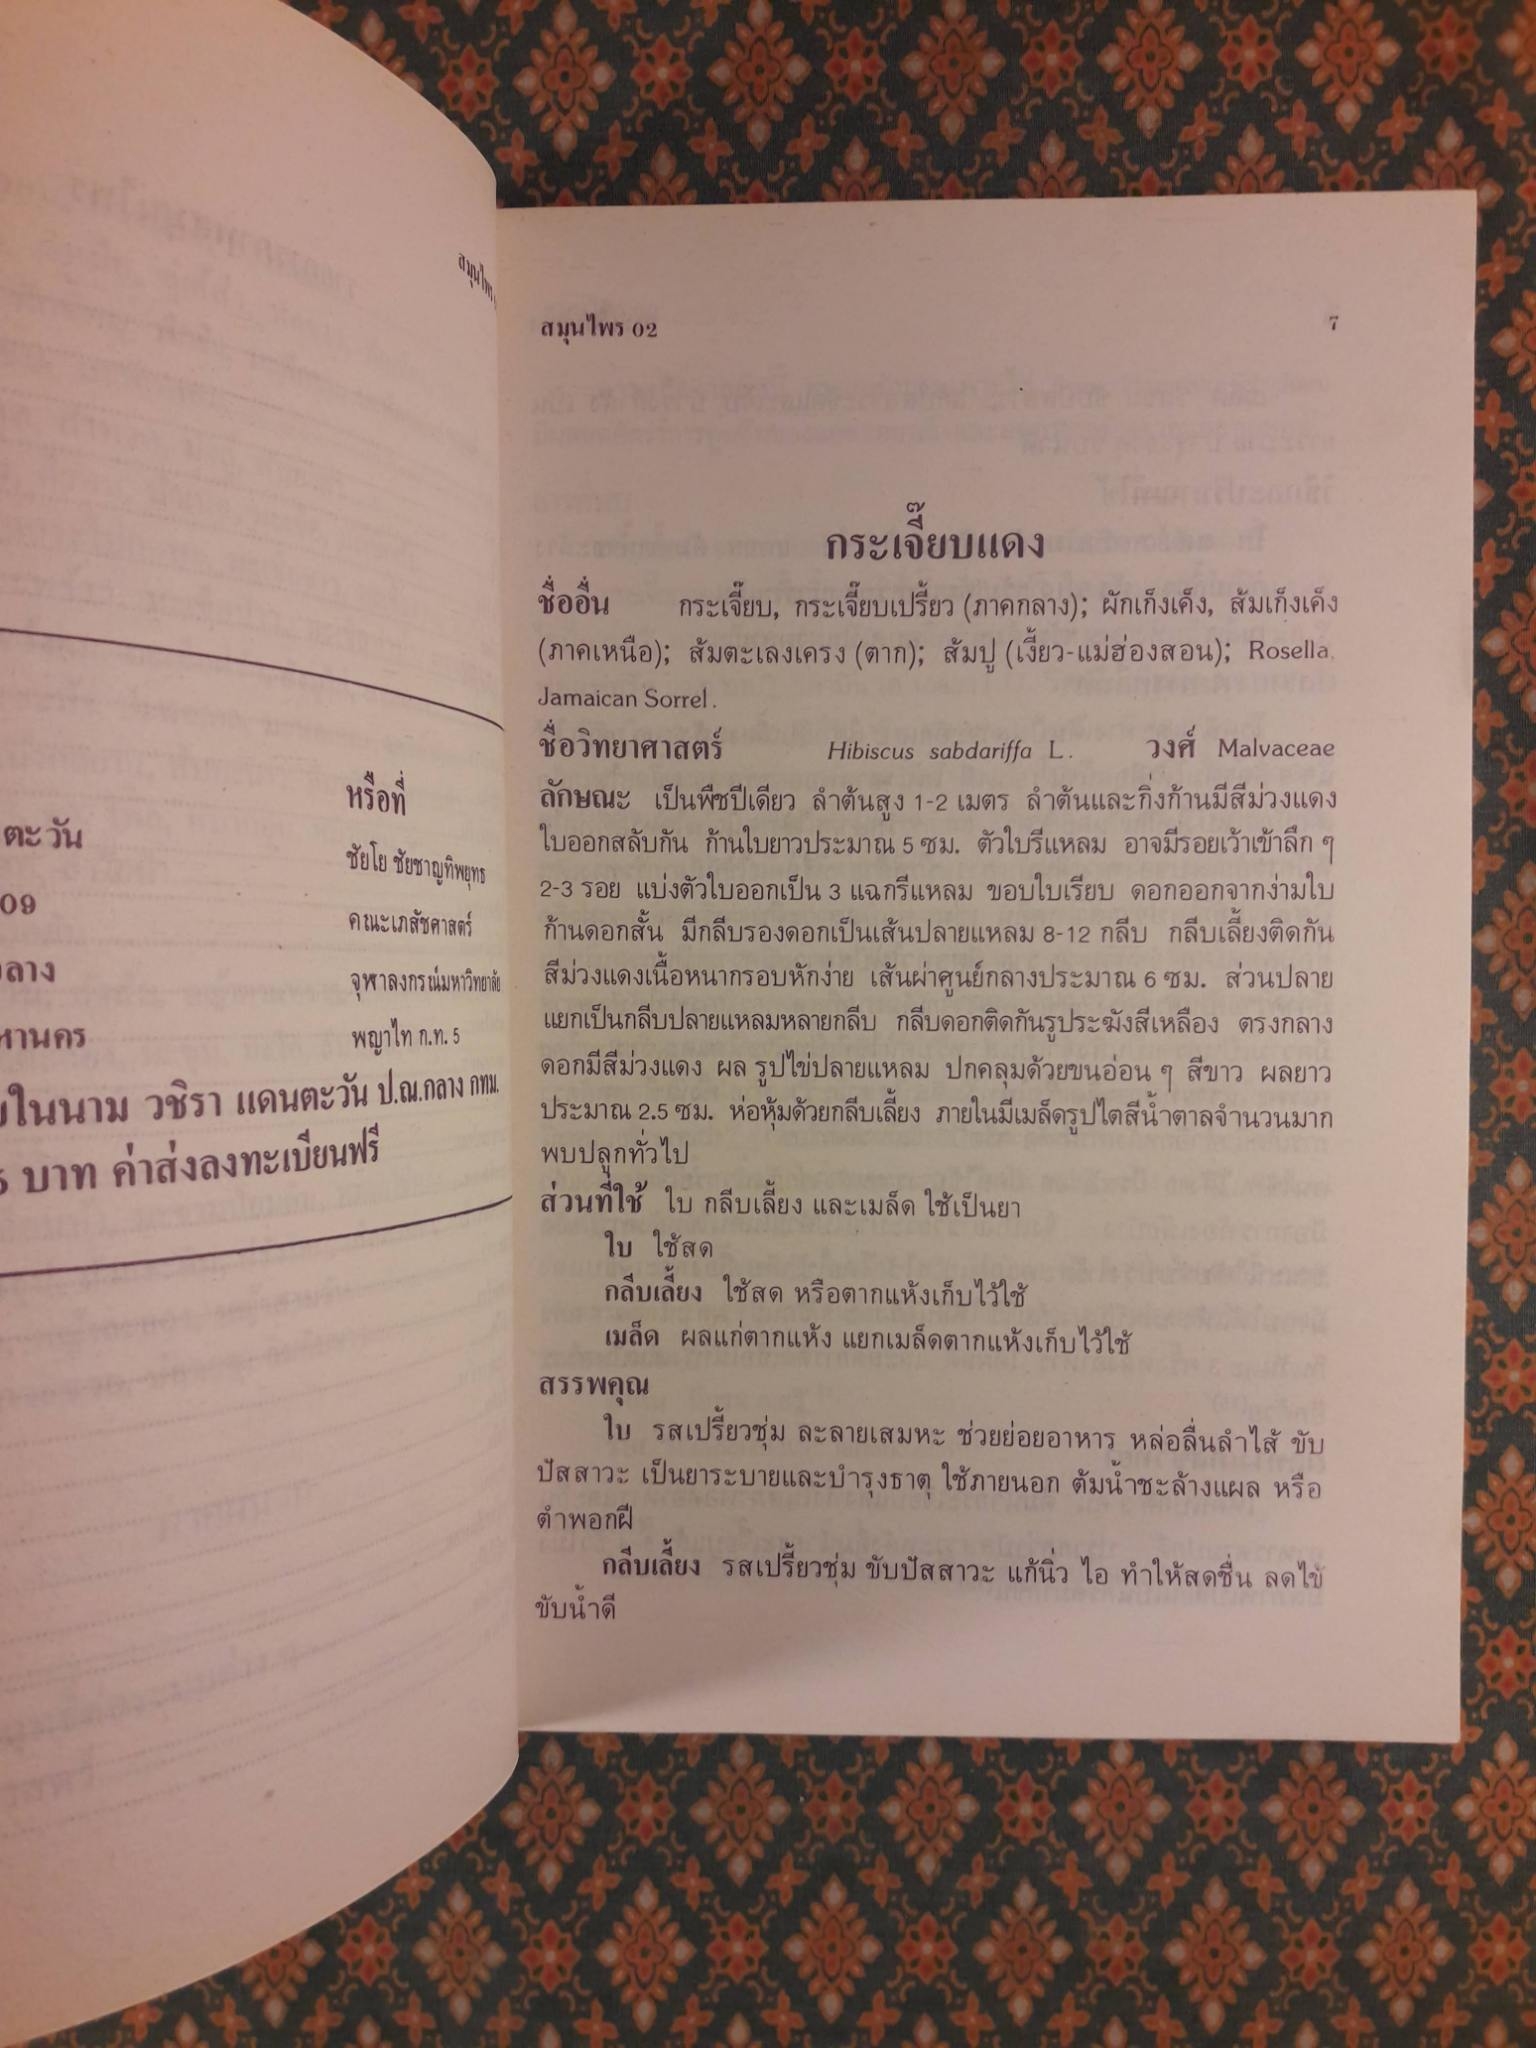 สมุนไพร
หรือที่
ตะวัน
ชัยโย ชัยชาญทิพยุทธ
09
คณะเภสัชศาสตร์
ลาง
จุฬาลงกรณ์มหาวิทยาลัย
หานคร
พญาไท ก.ท. 5
ในนาม วชิรา แดนตะวัน ป.ณ.กลาง กทม.
บาท ค่าส่งลงทะเบียนฟรี
สมุนไพร 02 7
กระเจี๊ยบแดง
ชื่ออื่น กระเจี๊ยบ, กระเจี๊ยบเปรี้ยว (ภาคกลาง); ผักเก็งเค็ง, ส้มเก็งเค็ง
(ภาคเหนือ); ส้มตะเลงเครง (ตาก); ส้มปู (เงี้ยว-แม่ฮ่องสอน); Rosella,
Jamaican Sorrel.
ชื่อวิทยาศาสตร์ Hibiscus sabdariffa L. วงศ์ Malvaceae
ลักษณะ เป็นพืชปีเดียว ลำต้นสูง 1-2 เมตร ลำต้นและกิ่งก้านมีสีม่วงแดง
ใบออกสลับกัน ก้านใบยาวประมาณ 5 ซม. ตัวใบรีแหลม อาจมีรอยเว้าเข้าลึก ๆ
2-3 รอย แบ่งตัวใบออกเป็น 3 แฉกรีแหลม ขอบใบเรียบ ดอกออกจากง่ามใบ
ก้านดอกสั้น มีกลีบรองดอกเป็นเส้นปลายแหลม 8-12 กลีบ กลีบเลี้ยงติดกัน
สีม่วงแดงเนื้อหนากรอบหักง่าย เส้นผ่าศูนย์กลางประมาณ 6 ซม. ส่วนปลาย
แยกเป็นกลีบปลายแหลมหลายกลีบ กลีบดอกติดกันรูประฆังสีเหลือง ตรงกลาง
ดอกมีสีม่วงแดง ผล รูปไข่ปลายแหลม ปกคลุมด้วยขนอ่อน ๆ สีขาว ผลยาว
ประมาณ 2.5 ซม. ห่อหุ้มด้วยกลีบเลี้ยง ภายในมีเมล็ดรูปไตสีน้ำตาลจำนวนมาก
พบปลูกทั่วไป
ส่วนที่ใช้ ใบ กลีบเลี้ยง และเมล็ด ใช้เป็นยา
ใบ ใช้สด
กลีบเลี้ยง ใช้สด หรือตากแห้งเก็บไว้ใช้
เมล็ด ผลแก่ตากแห้ง แยกเมล็ดตากแห้งเก็บไว้ใช้
สรรพคุณ
ใบ รสเปรี้ยวชุ่ม ละลายเสมหะ ช่วยย่อยอาหาร หล่อลื่นลำไส้ ขับ
ปัสสาวะ เป็นยาระบายและบำรุงธาตุ ใช้ภายนอก ต้มน้ำชะล้างแผล หรือ
ตำพอกฝี
กลีบเลี้ยง รสเปรี้ยวชุ่ม ขับปัสสาวะ แก้นิ่ว ไอ ทำให้สดชื่น ลดไข้
ขับน้ำดี